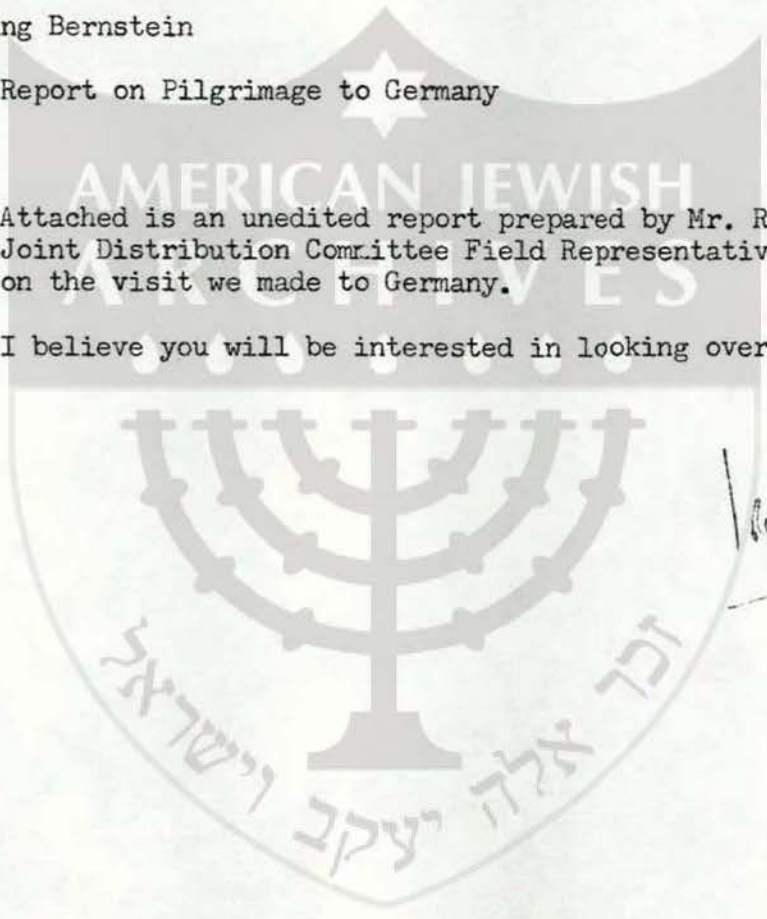 ng Bernstein
Report on Pilgrimage to Germany
AMERICAN JEWISH
ARCHIVES
Attached is an unedited report prepared by Mr. R
Joint Distribution Committee Field Representativ
on the visit we made to Germany.
I believe you will be interested in looking over
זכר אלה יעקב וישראל